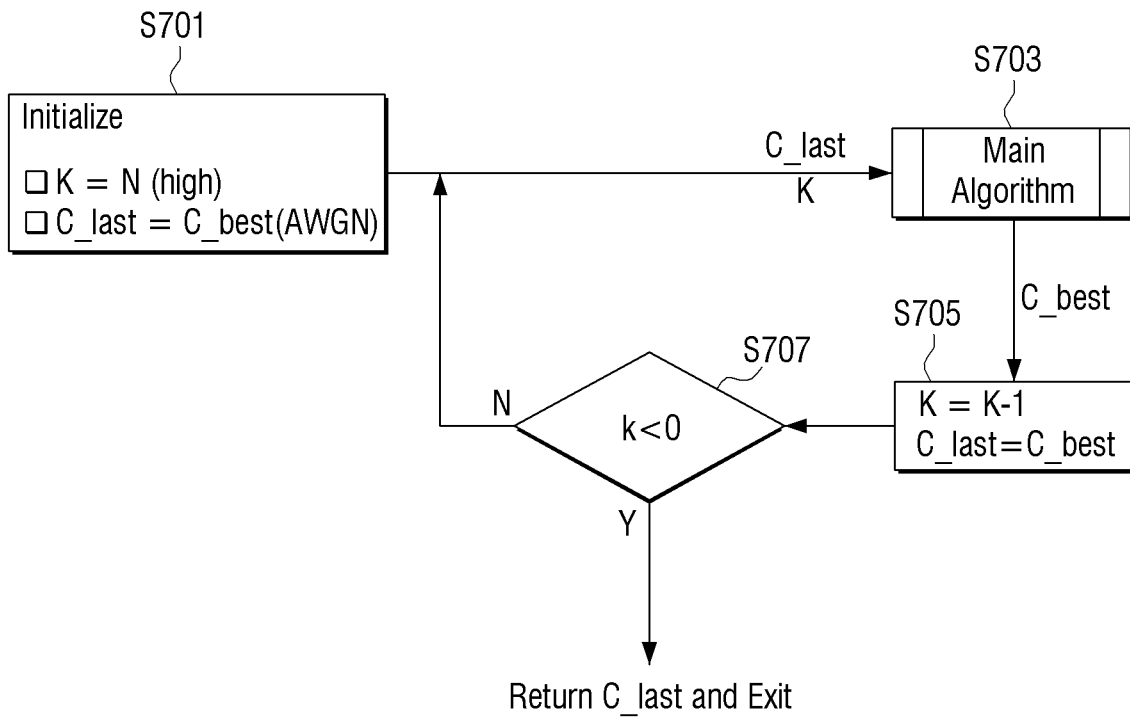 S701
Initialize
☐ K = N (high)
☐ C_last = C_best(AWGN)
C_last
K
S703
Main
Algorithm
C_best
S705
K = K-1
C_last=C_best
S707
k<0
N
Y
Return C_last and Exit